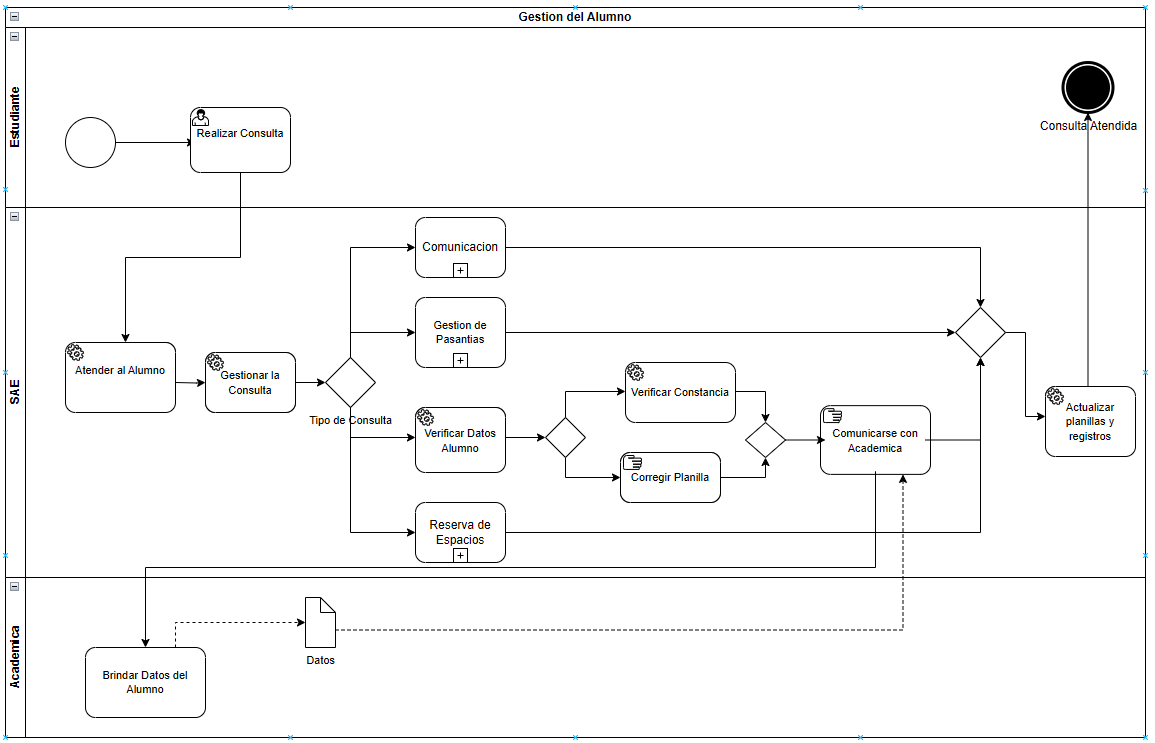 Gestion del Alumno
Estudiante
Realizar Consulta
Consulta Atendida
SAE
Comunicacion
Gestion de
Pasantias
Atender al Alumno
Gestionar la
Consulta
Tipo de Consulta
Verificar Datos
Alumno
Verificar Constancia
Corregir Planilla
Comunicarse con
Academica
Actualizar
planillas y
registros
Reserva de
Espacios
Academica
Brindar Datos del
Alumno
Datos